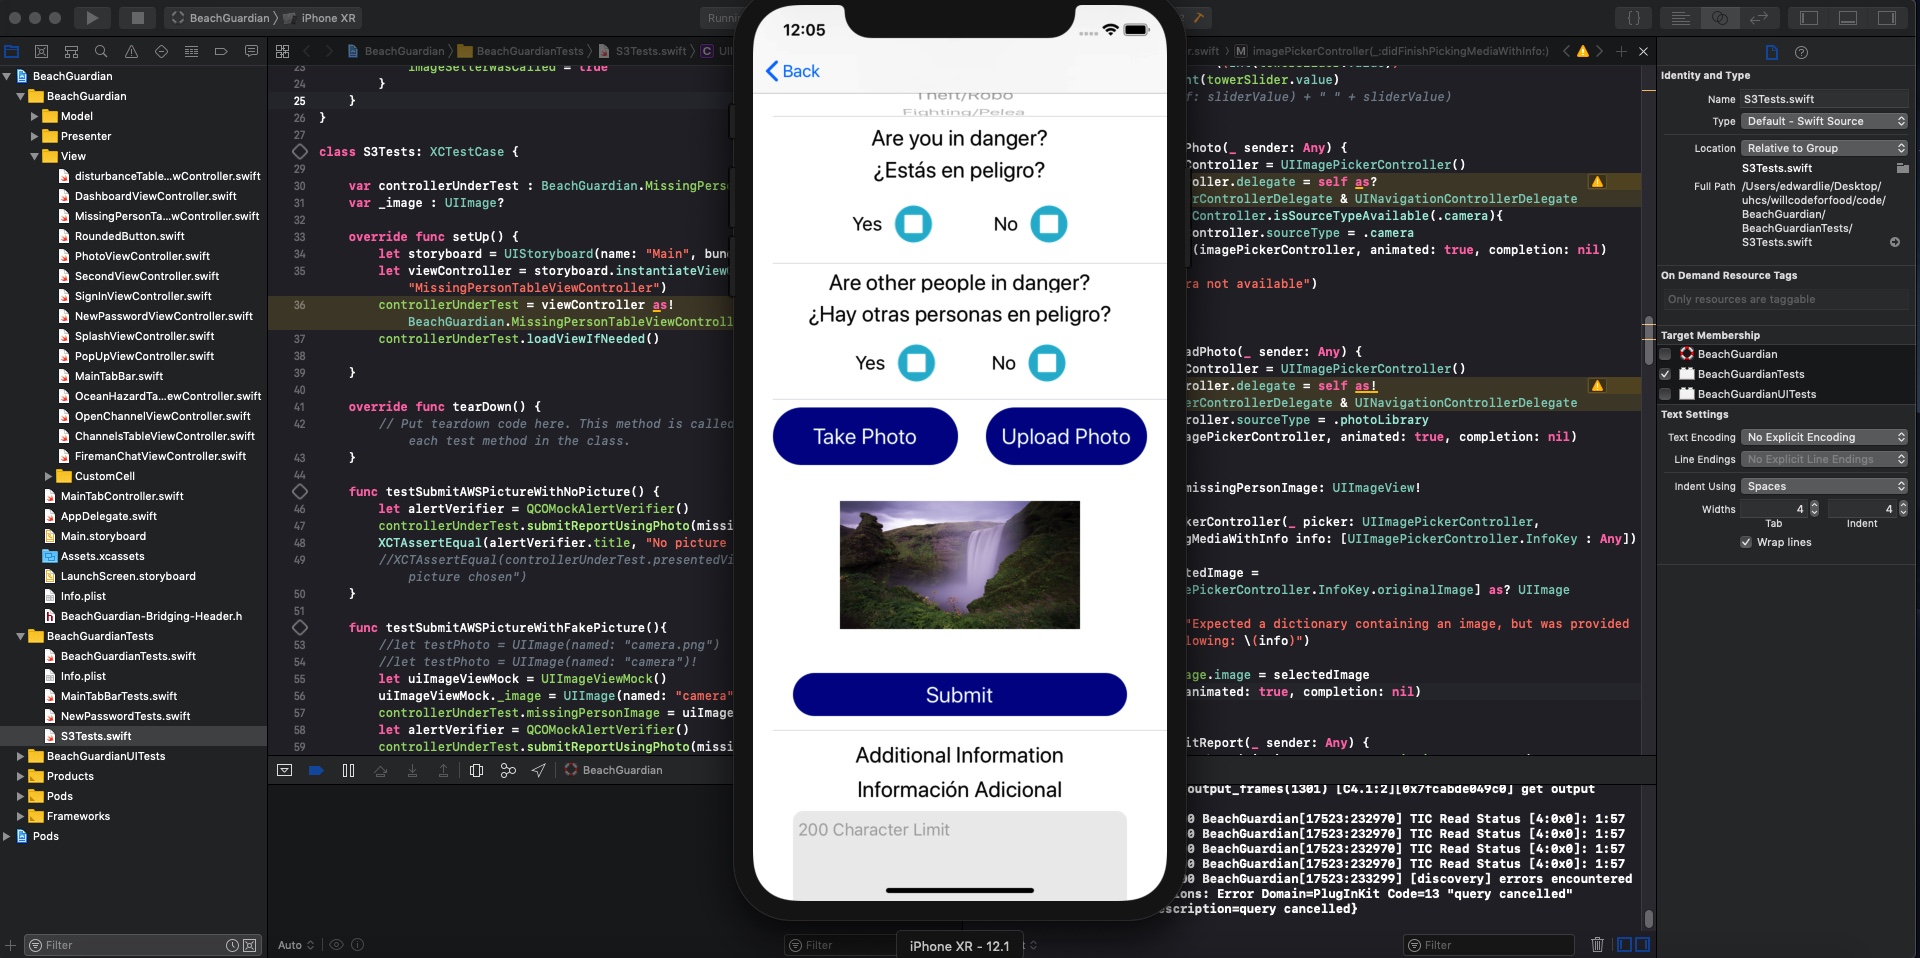 BeachGuardian
iPhone XR
BeachGuardian
BeachGuardian
Model
Presenter
View
disturbanceTable...wController.swift
DashboardViewController.swift
MissingPersonTa...wController.swift
RoundedButton.swift
PhotoViewController.swift
SecondViewController.swift
SignInViewController.swift
NewPasswordViewController.swift
SplashViewController.swift
PopUpViewController.swift
MainTabBar.swift
OceanHazardTa...ewController.swift
OpenChannelViewController.swift
ChannelsTableViewController.swift
FiremanChatViewController.swift
CustomCell
MainTabController.swift
AppDelegate.swift
Main.storyboard
Assets.xcassets
LaunchScreen.storyboard
Info.plist
BeachGuardian-Bridging-Header.h
BeachGuardianTests
BeachGuardianTests.swift
Info.plist
MainTabBarTests.swift
NewPasswordTests.swift
S3Tests.swift
BeachGuardianUITests
Products
Pods
Frameworks
Pods
Filter
BeachGuardian
BeachGuardianTests
S3Tests.swift
23 imageSetterWasCalled = true
24 }
25 }
26 }
27
class S3Tests: XCTestCase {
29
30 var controllerUnderTest : BeachGuardian.MissingPers
31 var _image : UIImage?
32
33 override func setUp() {
34 let storyboard = UIStoryboard(name: "Main", bun
35 let viewController = storyboard.instantiateView
"MissingPersonTableViewController")
36 controllerUnderTest = viewController as!
BeachGuardian.MissingPersonTableViewControll
37 controllerUnderTest.loadViewIfNeeded()
38
39 }
40
41 override func tearDown() {
42 // Put teardown code here. This method is called
each test method in the class.
43 }
44
func testSubmitAWSPictureWithNoPicture() {
46 let alertVerifier = QCOMockAlertVerifier()
47 controllerUnderTest.submitReportUsingPhoto(missi
48 XCTAssertEqual(alertVerifier.title, "No picture
49 //XCTAssertEqual(controllerUnderTest.presentedVi
picture chosen")
50 }
51
func testSubmitAWSPictureWithFakePicture(){
53 //let testPhoto = UIImage(named: "camera.png")
54 //let testPhoto = UIImage(named: "camera")!
55 let uiImageViewMock = UIImageViewMock()
56 uiImageViewMock._image = UIImage(named: "camera"
57 controllerUnderTest.missingPersonImage = uiImage
58 let alertVerifier = QCOMockAlertVerifier()
59 controllerUnderTest.submitReportUsingPhoto(missi
BeachGuardian
Auto
Filter
12:05
Back
Theft/Robo
Fighting/Pelea
Are you in danger?
¿Estás en peligro?
Yes No
Are other people in danger?
¿Hay otras personas en peligro?
Yes No
Take Photo Upload Photo
Submit
Additional Information
Información Adicional
200 Character Limit
iPhone XR - 12.1
r.swift M imagePickerController(_:didFinishPickingMediaWithInfo:)
nt(towerSlider.value)
f: sliderValue) + " " + sliderValue)
Photo(_ sender: Any) {
Controller = UIImagePickerController()
oller.delegate = self as?
erControllerDelegate & UINavigationControllerDelegate
Controller.isSourceTypeAvailable(.camera){
ontroller.sourceType = .camera
(imagePickerController, animated: true, completion: nil)
ra not available")
adPhoto(_ sender: Any) {
Controller = UIImagePickerController()
oller.delegate = self as!
erControllerDelegate & UINavigationControllerDelegate
oller.sourceType = .photoLibrary
agePickerController, animated: true, completion: nil)
missingPersonImage: UIImageView!
kerController(_ picker: UIImagePickerController,
gMediaWithInfo info: [UIImagePickerController.InfoKey : Any])
tedImage =
ePickerController.InfoKey.originalImage] as? UIImage
"Expected a dictionary containing an image, but was provided
lowing: \(info)")
age.image = selectedImage
animated: true, completion: nil)
itReport(_ sender: Any) {
output_frames(1301) [C4.1:2][0x7fcabde049c0] get output
0 BeachGuardian[17523:232970] TIC Read Status [4:0x0]: 1:57
0 BeachGuardian[17523:232970] TIC Read Status [4:0x0]: 1:57
0 BeachGuardian[17523:232970] TIC Read Status [4:0x0]: 1:57
0 BeachGuardian[17523:232970] TIC Read Status [4:0x0]: 1:57
00 BeachGuardian[17523:233299] [discovery] errors encountered
ions: Error Domain=PlugInKit Code=13 "query cancelled"
scription=query cancelled}
Filter
Identity and Type
Name S3Tests.swift
Type Default - Swift Source
Location Relative to Group
S3Tests.swift
Full Path /Users/edwardlie/Desktop/
uhcs/willcodeforfood/code/
BeachGuardian/
BeachGuardianTests/
S3Tests.swift
On Demand Resource Tags
Only resources are taggable
Target Membership
BeachGuardian
BeachGuardianTests
BeachGuardianUITests
Text Settings
Text Encoding No Explicit Encoding
Line Endings No Explicit Line Endings
Indent Using Spaces
Widths 4 4
Tab Indent
Wrap lines